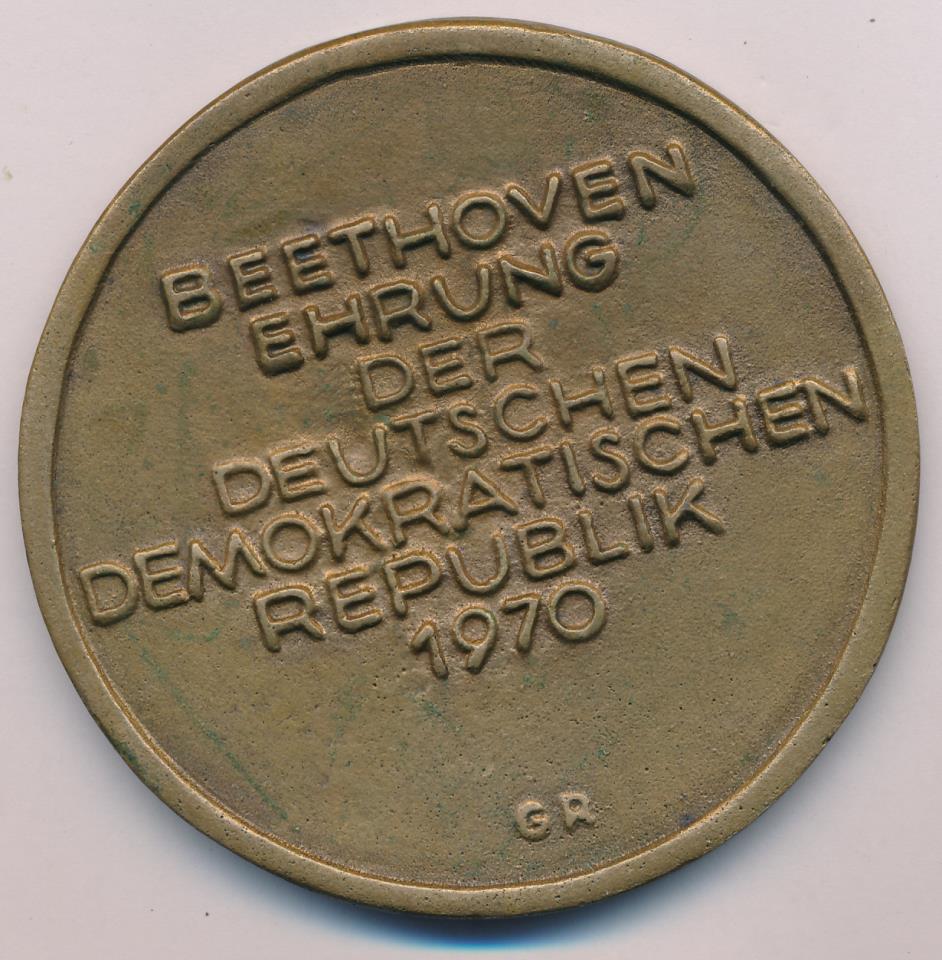 BEETHOVEN
EHRUNG
DER
DEUTSCHEN
DEMOKRATISCHEN
REPUBLIK
1970
GR